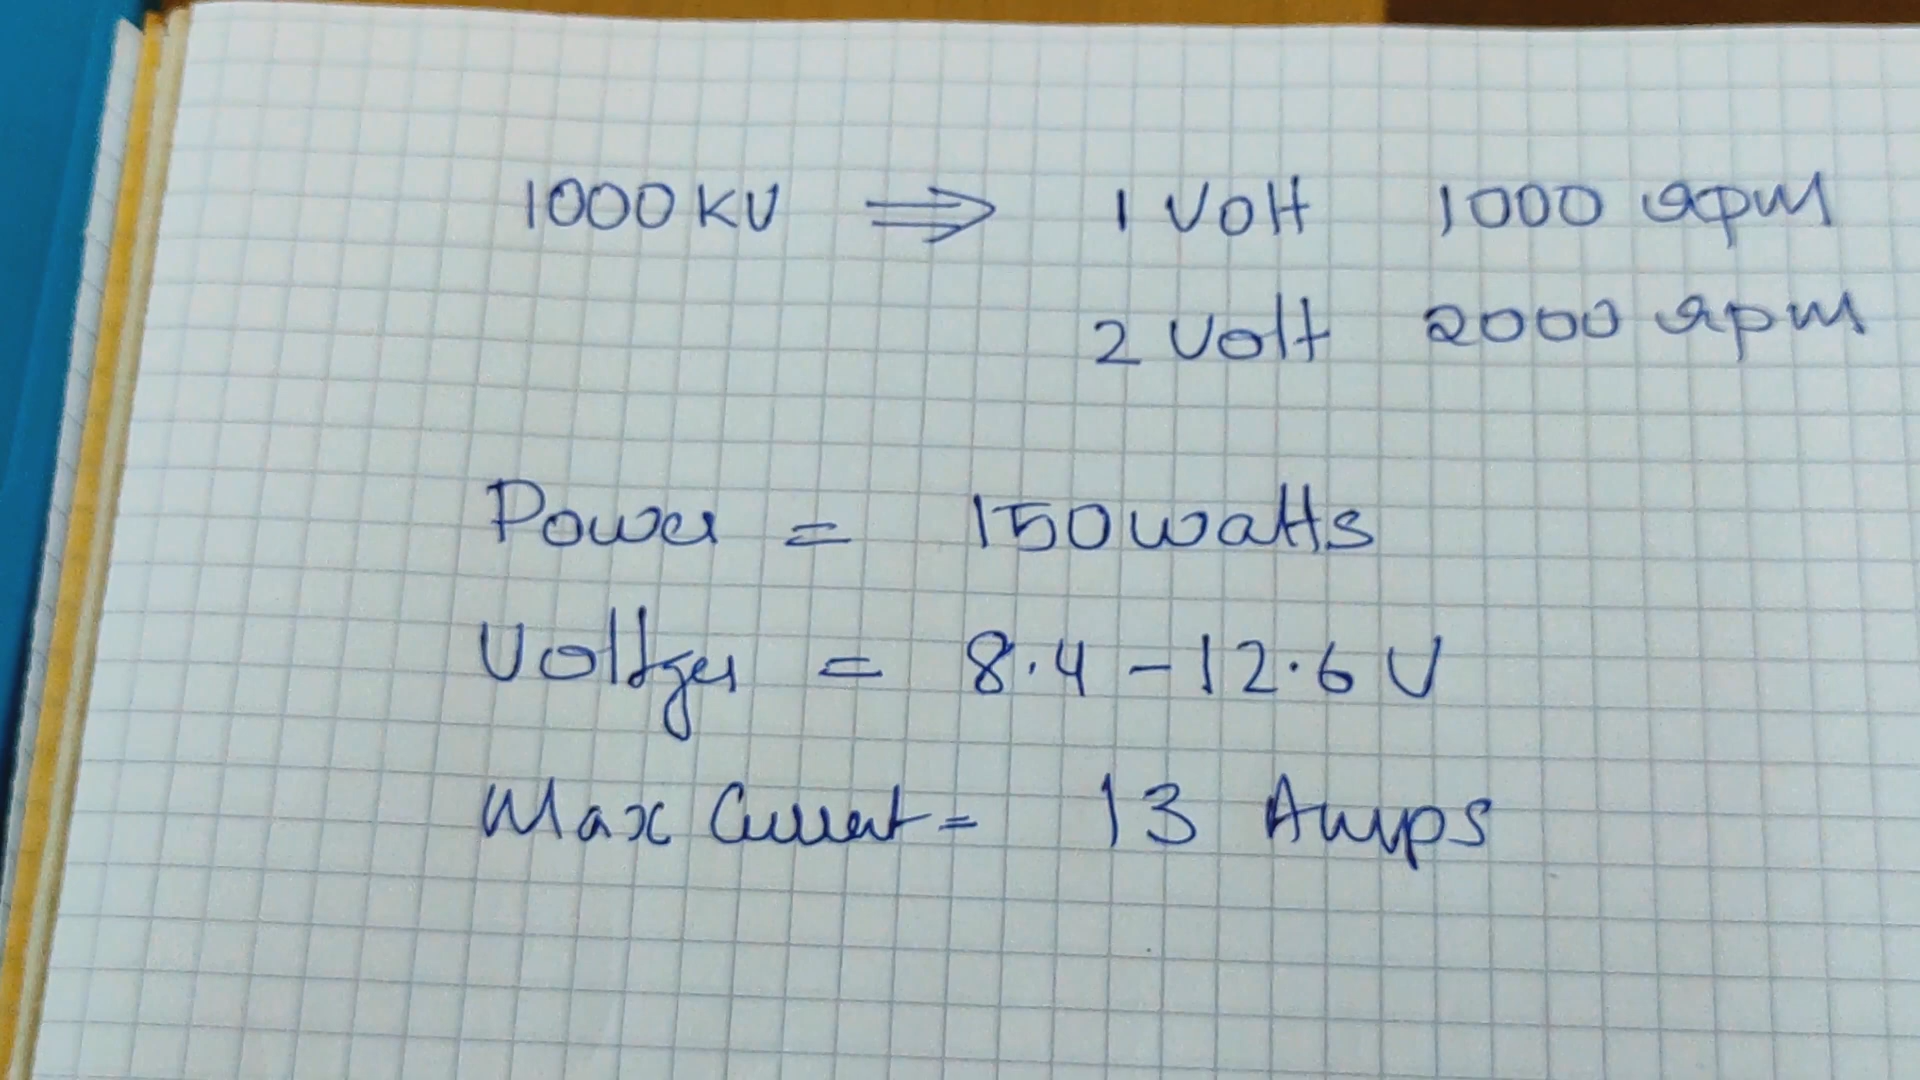 1000 KV ⇒ 1 Volt 1000 rpm
2 Volt 2000 rpm
Power = 150 watts
Voltger = 8.4 - 12.6 V
Max Current = 13 Amps